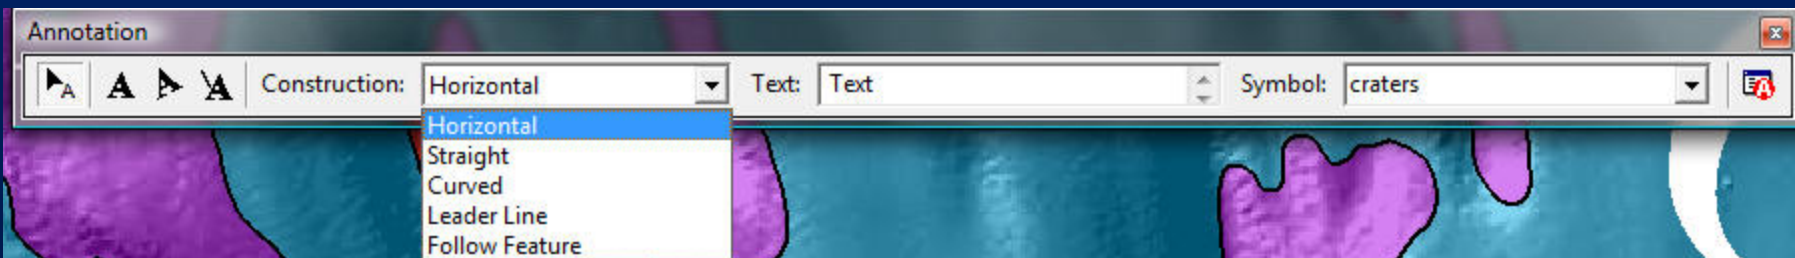 Annotation
A A A A Construction: Horizontal Text: Text Symbol: craters A
Horizontal
Straight
Curved
Leader Line
Follow Feature